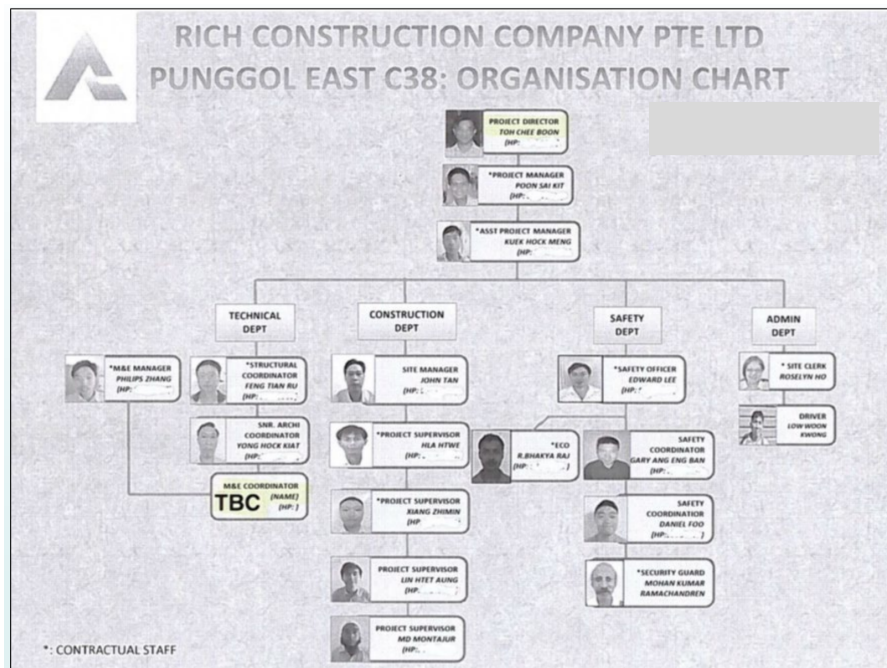 RICH CONSTRUCTION COMPANY PTE LTD
PUNGGOL EAST C38: ORGANISATION CHART
PROJECT DIRECTOR
TOH CHEE BOON
(HP:
*PROJECT MANAGER
POON SAI KIT
(HP:
*ASST PROJECT MANAGER
KUEK HOCK MENG
(HP:
TECHNICAL
DEPT
*M&E MANAGER
PHILIPS ZHANG
(HP:
*STRUCTURAL
COORDINATOR
FENG TIAN RU
(HP:
SNR. ARCHI
COORDINATOR
YONG HOCK KIAT
(HP:
M&E COORDINATOR
TBC (NAME)
(HP: )
CONSTRUCTION
DEPT
SITE MANAGER
JOHN TAN
(HP:
*PROJECT SUPERVISOR
HLA HTWE
(HP:
*PROJECT SUPERVISOR
XIANG ZHIMIN
(HP
PROJECT SUPERVISOR
LIN HTET AUNG
(HP:
PROJECT SUPERVISOR
MD MONTAJUR
(HP:
SAFETY
DEPT
*SAFETY OFFICER
EDWARD LEE
(HP:
*ECO
R.BHAKYA RAJ
(HP: )
SAFETY
COORDINATOR
GARY ANG ENG BAN
(HP:
SAFETY
COORDINATIOR
DANIEL FOO
(HP: )
*SECURITY GUARD
MOHAN KUMAR
RAMACHANDREN
ADMIN
DEPT
* SITE CLERK
ROSELYN HO
DRIVER
LOW WOON
KWONG
*: CONTRACTUAL STAFF